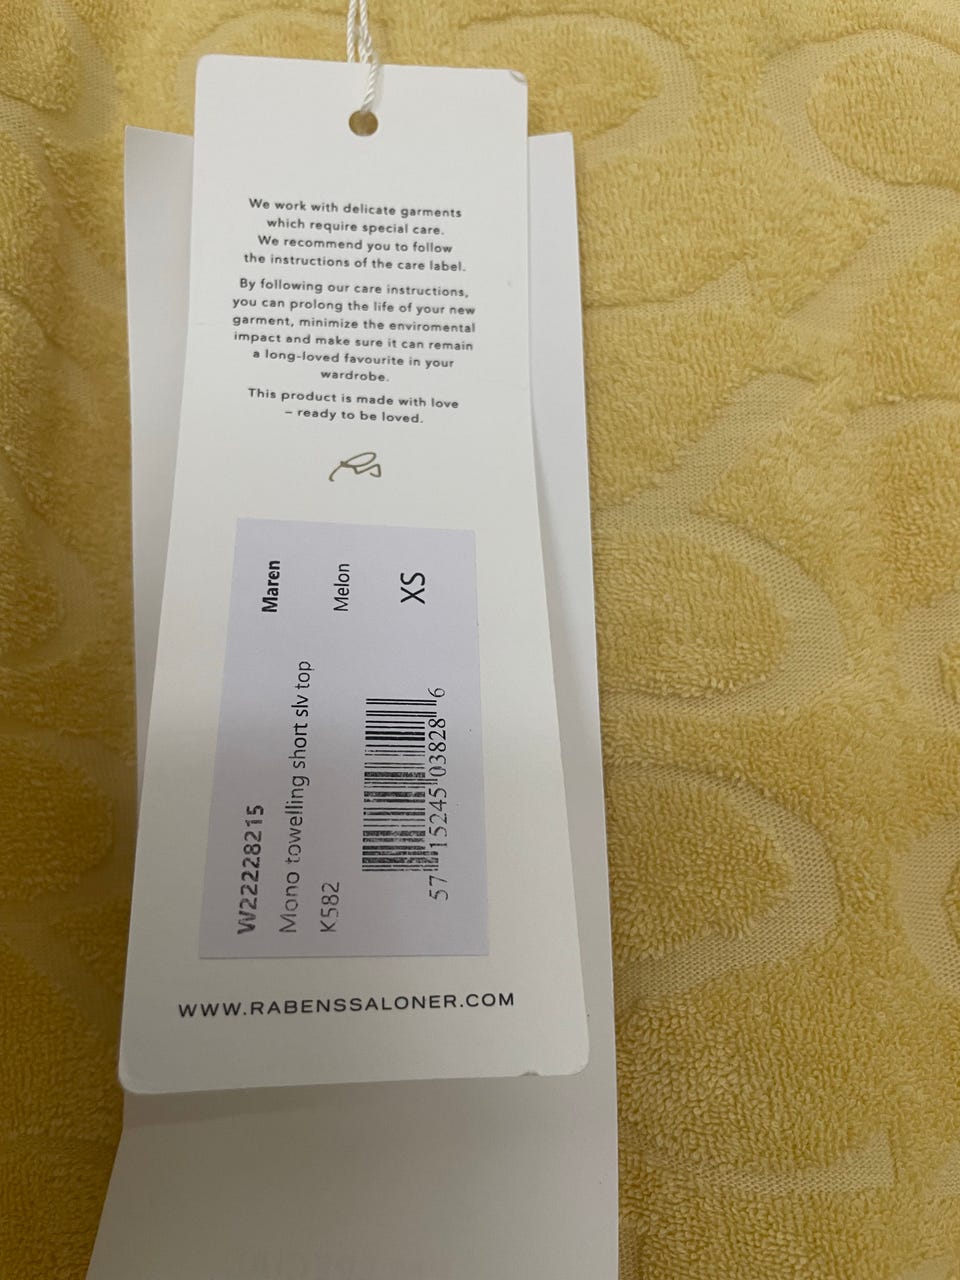 We work with delicate garments
which require special care.
We recommend you to follow
the instructions of the care label.
By following our care instructions,
you can prolong the life of your new
garment, minimize the enviromental
impact and make sure it can remain
a long-loved favourite in your
wardrobe.
This product is made with love
– ready to be loved.
RS
W22228215 Maren
Mono towelling short slv top
K582 Melon
XS
5715245038286
WWW.RABENSSALONER.COM